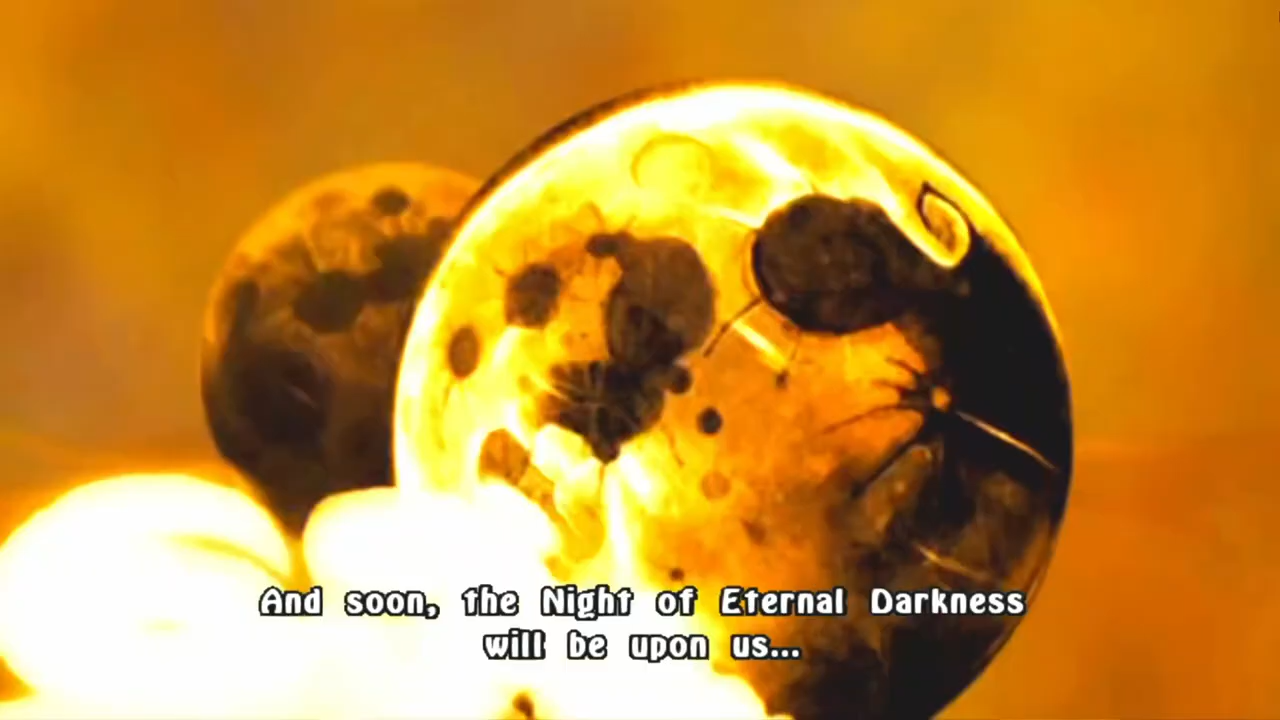 And soon, the Night of Eternal Darkness
will be upon us...